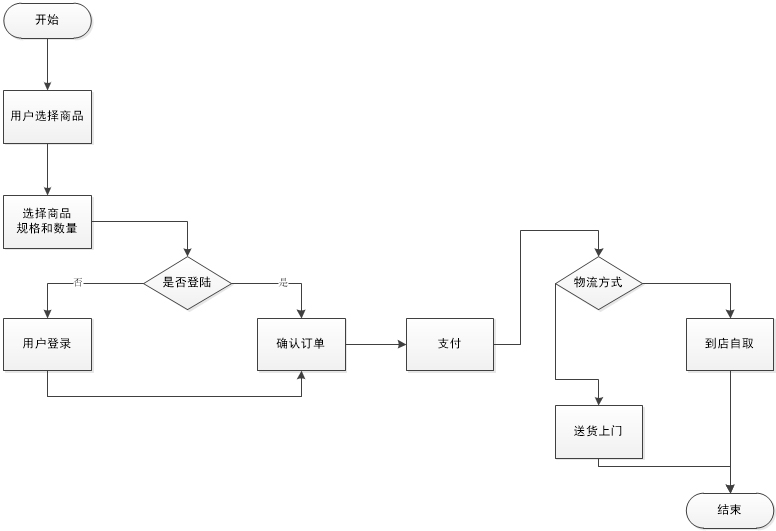 开始
用户选择商品
选择商品
规格和数量
是否登陆
否
是
用户登录
确认订单
支付
物流方式
到店自取
送货上门
结束